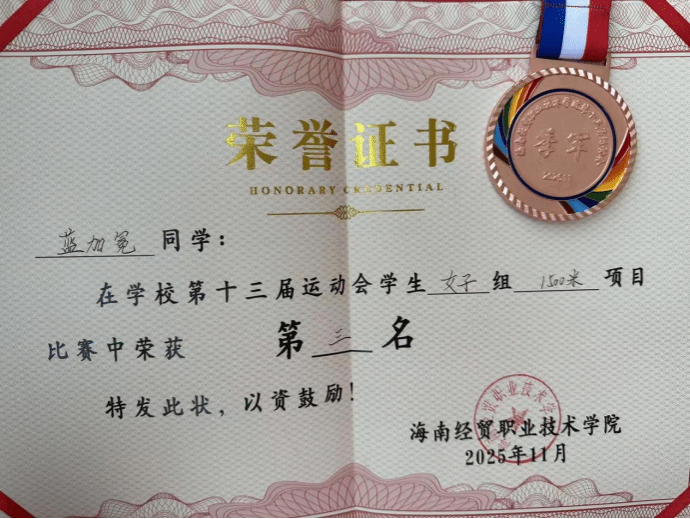 荣誉证书
HONORARY CREDENTIAL
季军
蓝加冕 同学：
在学校第十三届运动会学生 女子 组 1500米 项目
比赛中荣获 第 三 名
特发此状，以资鼓励！
海南经贸职业技术学院
2025年11月